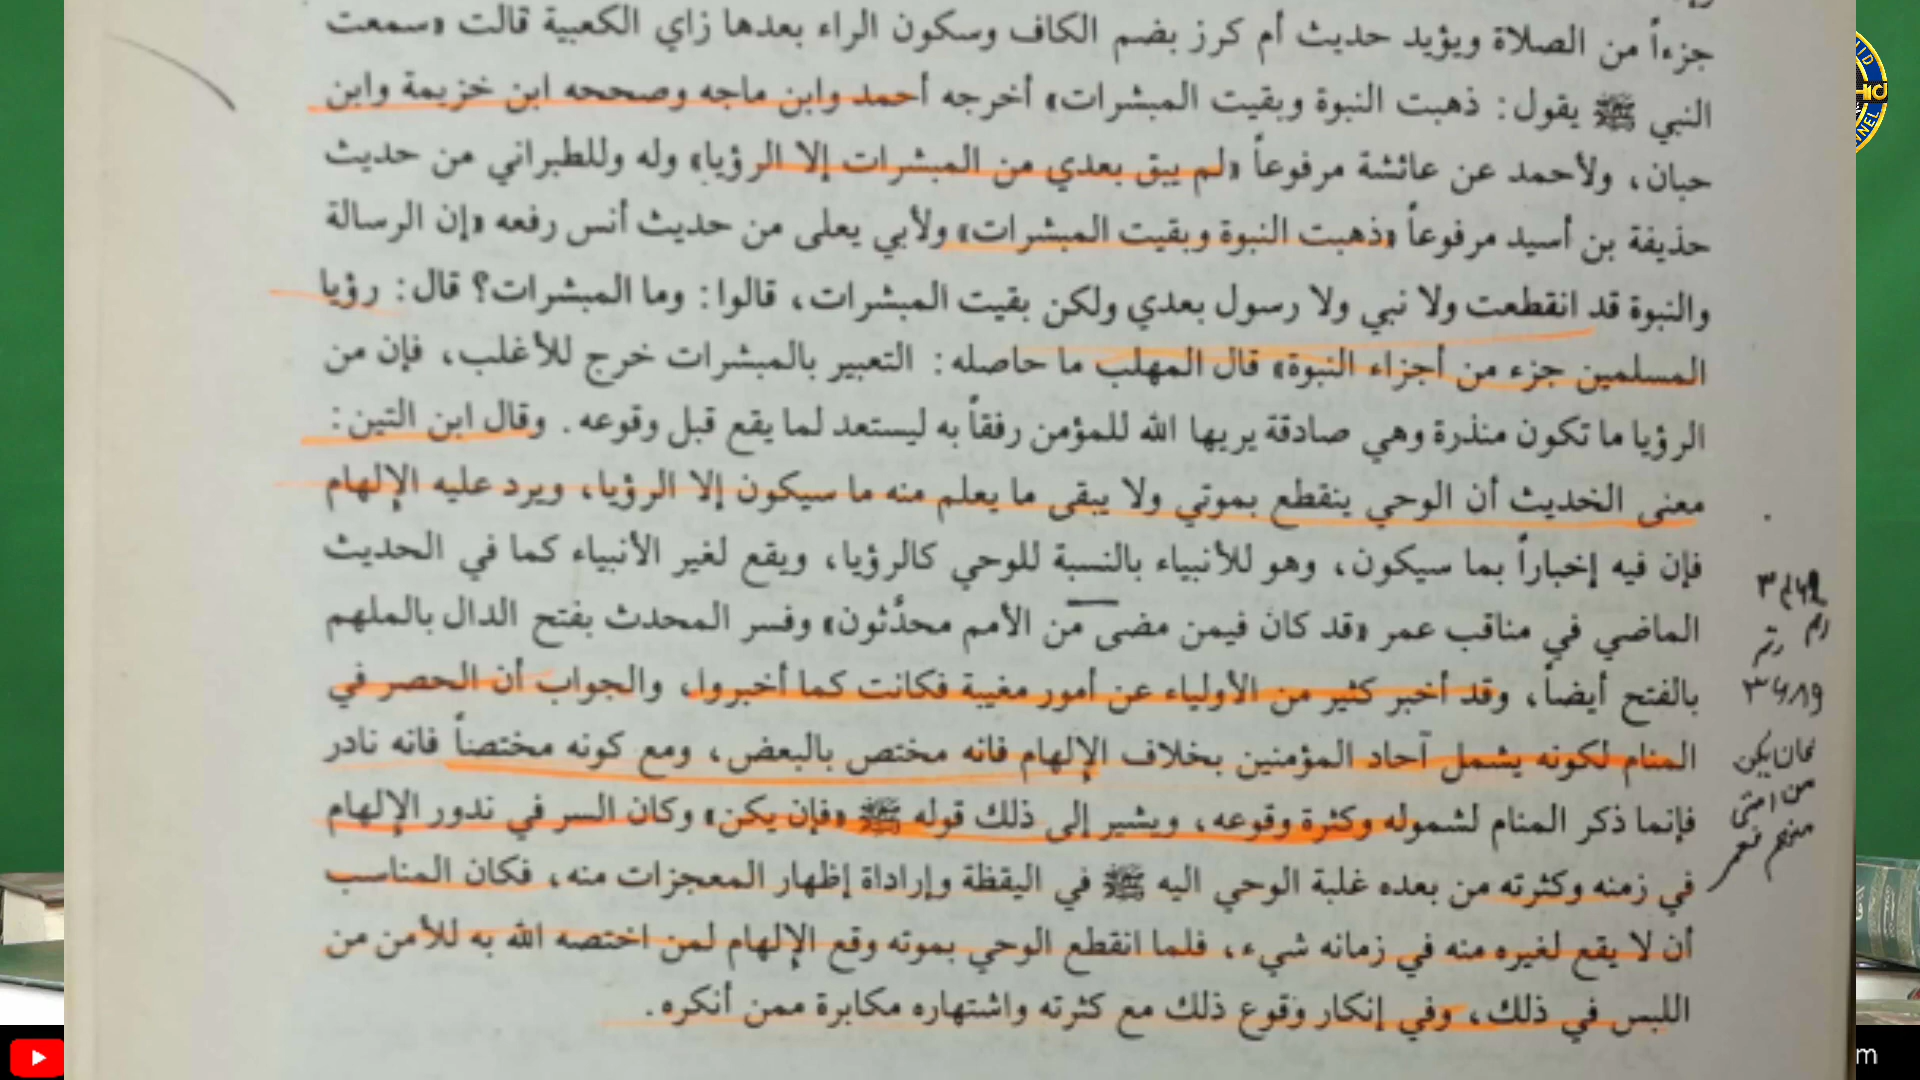 جزءاً من الصلاة ويؤيد حديث أم كرز بضم الكاف وسكون الراء بعدها زاي الكعبية قالت «سمعت
النبي ﷺ يقول: ذهبت النبوة وبقيت المبشرات» أخرجه أحمد وابن ماجه وصححه ابن خزيمة وابن
حبان، ولأحمد عن عائشة مرفوعاً «لم يبق بعدي من المبشرات إلا الرؤيا» وله وللطبراني من حديث
حذيفة بن أسيد مرفوعاً «ذهبت النبوة وبقيت المبشرات» ولأبي يعلى من حديث أنس رفعه «إن الرسالة
والنبوة قد انقطعت ولا نبي ولا رسول بعدي ولكن بقيت المبشرات، قالوا: وما المبشرات؟ قال: رؤيا
المسلمين جزء من أجزاء النبوة» قال المهلب ما حاصله: التعبير بالمبشرات خرج للأغلب، فإن من
الرؤيا ما تكون منذرة وهي صادقة يريها الله للمؤمن رفقاً به ليستعد لما يقع قبل وقوعه. وقال ابن التين:
معنى الخديث أن الوحي ينقطع بموتي ولا يبقى ما يعلم منه ما سيكون إلا الرؤيا، ويرد عليه الإلهام
فإن فيه إخباراً بما سيكون، وهو للأنبياء بالنسبة للوحي كالرؤيا، ويقع لغير الأنبياء كما في الحديث
الماضي في مناقب عمر «قد كان فيمن مضى من الأمم محدَّثون» وفسر المحدث بفتح الدال بالملهم
بالفتح أيضاً، وقد أخبر كثير من الأولياء عن أمور مغيبة فكانت كما أخبروا، والجواب أن الحصر في
المنام لكونه يشمل آحاد المؤمنين بخلاف الإلهام فانه مختص بالبعض، ومع كونه مختصاً فانه نادر
فإنما ذكر المنام لشموله وكثرة وقوعه، ويشير إلى ذلك قوله ﷺ «فإن يكن» وكان السر في ندور الإلهام
في زمنه وكثرته من بعده غلبة الوحي اليه ﷺ في اليقظة وإراداة إظهار المعجزات منه، فكان المناسب
أن لا يقع لغيره منه في زمانه شيء، فلما انقطع الوحي بموته وقع الإلهام لمن اختصه الله به للأمن من
اللبس في ذلك، وفي إنكار وقوع ذلك مع كثرته واشتهاره مكابرة ممن أنكره.
٣٦٨٩
من امتی
منهم فعمر
m